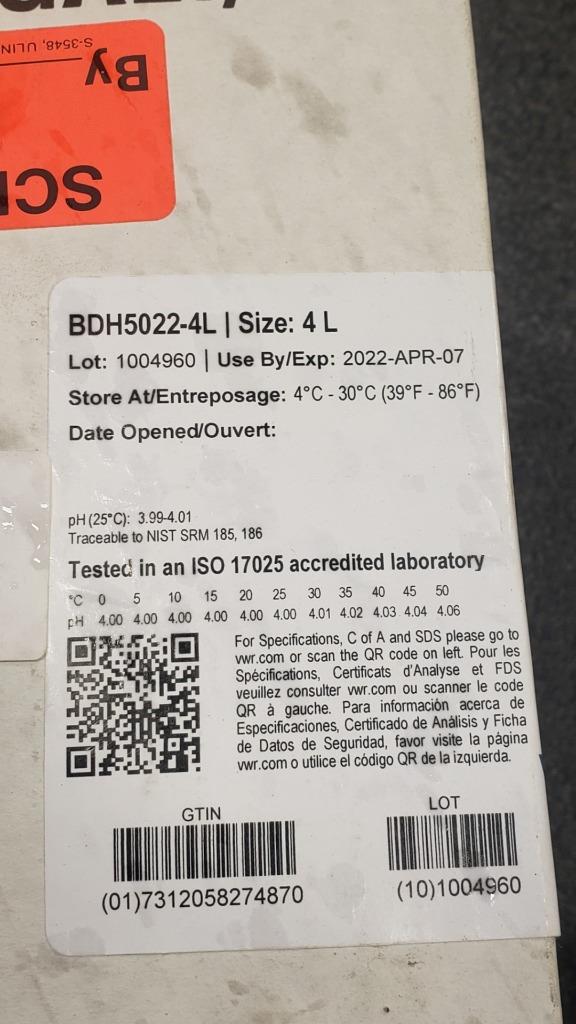 S-3548, ULIN
By
SC
BDH5022-4L | Size: 4 L
Lot: 1004960 | Use By/Exp: 2022-APR-07
Store At/Entreposage: 4°C - 30°C (39°F - 86°F)
Date Opened/Ouvert:
pH (25°C): 3.99-4.01
Traceable to NIST SRM 185, 186
Tested in an ISO 17025 accredited laboratory
°C 0 5 10 15 20 25 30 35 40 45 50
pH 4.00 4.00 4.00 4.00 4.00 4.00 4.01 4.02 4.03 4.04 4.06
For Specifications, C of A and SDS please go to
vwr.com or scan the QR code on left. Pour les
Spécifications, Certificats d'Analyse et FDS
veuillez consulter vwr.com ou scanner le code
QR à gauche. Para información acerca de
Especificaciones, Certificado de Análisis y Ficha
de Datos de Seguridad, favor visite la página
vwr.com o utilice el código QR de la izquierda.
GTIN
(01)7312058274870
LOT
(10)1004960